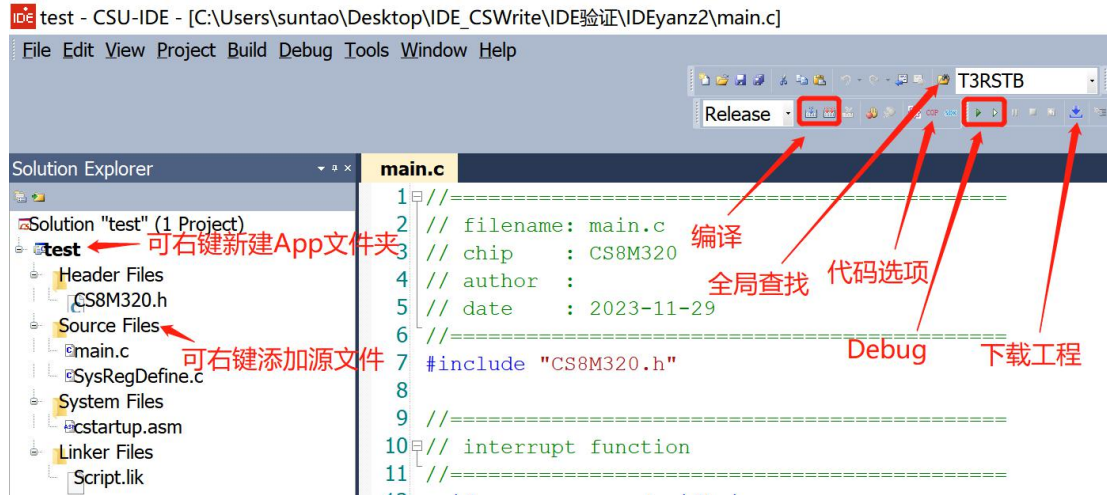 IDE test - CSU-IDE - [C:\Users\suntao\Desktop\IDE_CSWrite\IDE验证\IDEyanz2\main.c]
File Edit View Project Build Debug Tools Window Help
T3RSTB
Release
Solution Explorer
main.c
Solution "test" (1 Project)
test
可右键新建App文件夹
Header Files
CS8M320.h
Source Files
main.c
可右键添加源文件
SysRegDefine.c
System Files
cstartup.asm
Linker Files
Script.lik
1 //====================================================
2 // filename: main.c
3 // chip : CS8M320
4 // author :
5 // date : 2023-11-29
6 //====================================================
7 #include "CS8M320.h"
8
9 //====================================================
10 // interrupt function
11 //====================================================
编译
全局查找
代码选项
Debug
下载工程